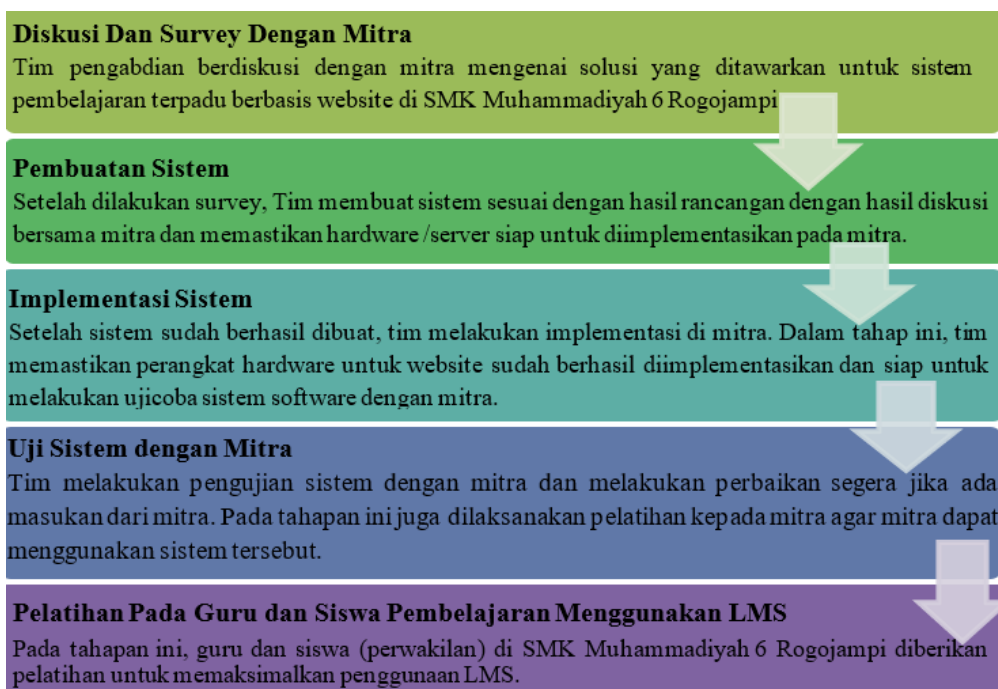 Diskusi Dan Survey Dengan Mitra
Tim pengabdian berdiskusi dengan mitra mengenai solusi yang ditawarkan untuk sistem
pembelajaran terpadu berbasis website di SMK Muhammadiyah 6 Rogojampi
Pembuatan Sistem
Setelah dilakukan survey, Tim membuat sistem sesuai dengan hasil rancangan dengan hasil diskusi
bersama mitra dan memastikan hardware /server siap untuk diimplementasikan pada mitra.
Implementasi Sistem
Setelah sistem sudah berhasil dibuat, tim melakukan implementasi di mitra. Dalam tahap ini, tim
memastikan perangkat hardware untuk website sudah berhasil diimplementasikan dan siap untuk
melakukan ujicoba sistem software dengan mitra.
Uji Sistem dengan Mitra
Tim melakukan pengujian sistem dengan mitra dan melakukan perbaikan segera jika ada
masukan dari mitra. Pada tahapan ini juga dilaksanakan pelatihan kepada mitra agar mitra dapat
menggunakan sistem tersebut.
Pelatihan Pada Guru dan Siswa Pembelajaran Menggunakan LMS
Pada tahapan ini, guru dan siswa (perwakilan) di SMK Muhammadiyah 6 Rogojampi diberikan
pelatihan untuk memaksimalkan penggunaan LMS.